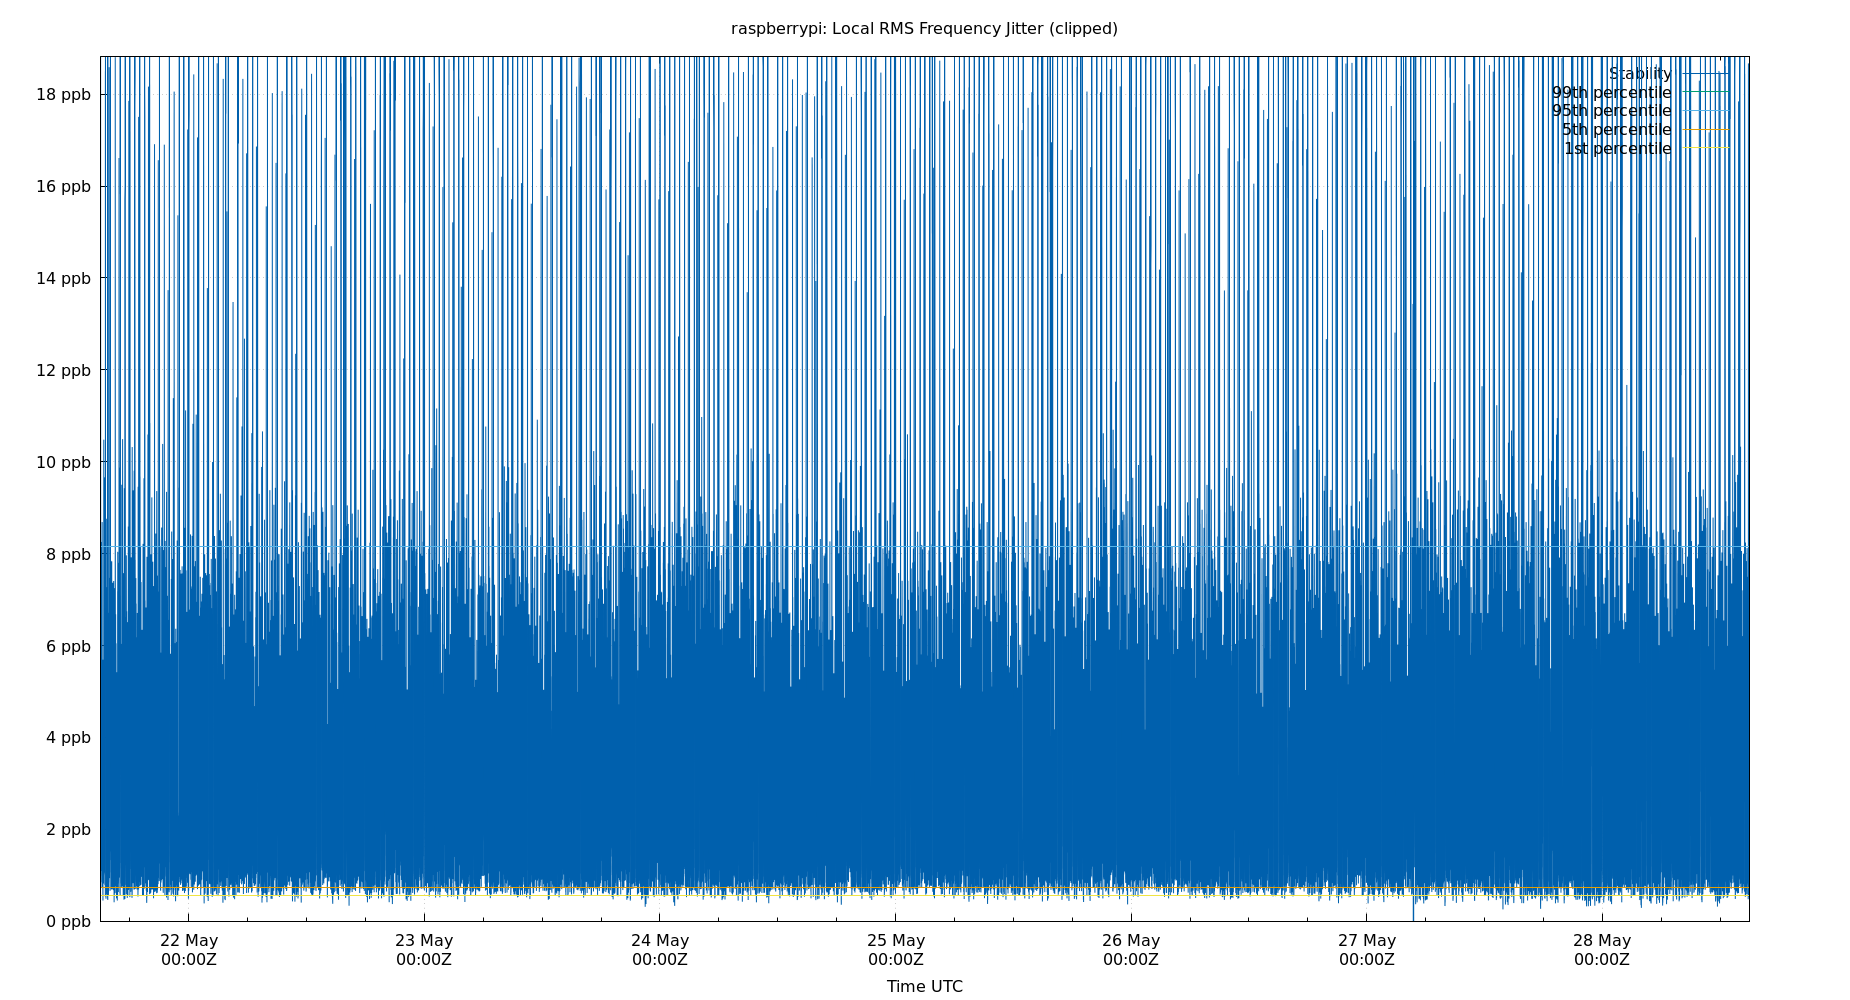 raspberrypi: Local RMS Frequency Jitter (clipped)
Stability
99th percentile
95th percentile
5th percentile
1st percentile
18 ppb
16 ppb
14 ppb
12 ppb
10 ppb
8 ppb
6 ppb
4 ppb
2 ppb
0 ppb
22 May 23 May 24 May 25 May 26 May 27 May 28 May
00:00Z 00:00Z 00:00Z 00:00Z 00:00Z 00:00Z 00:00Z
Time UTC